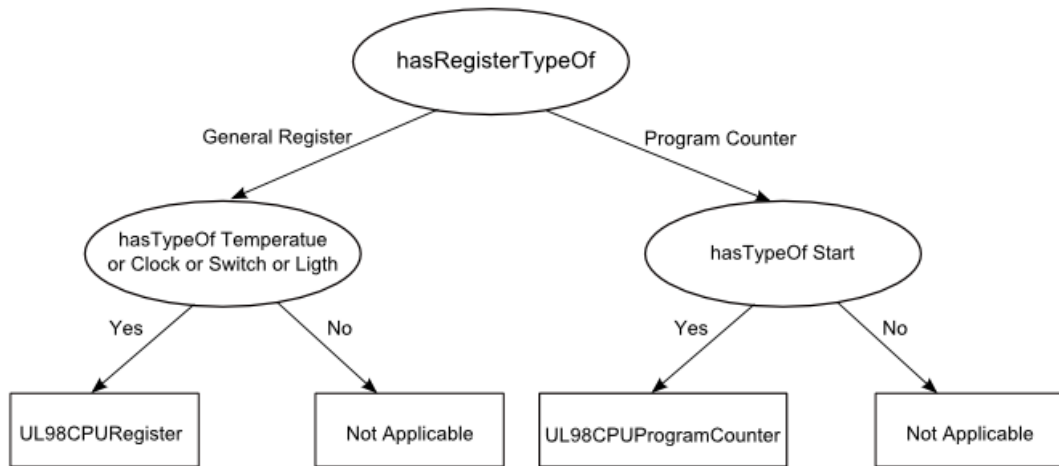 hasRegisterTypeOf
General Register
Program Counter
hasTypeOf Temperatue
or Clock or Switch or Ligth
hasTypeOf Start
Yes
No
Yes
No
UL98CPURegister
Not Applicable
UL98CPUProgramCounter
Not Applicable